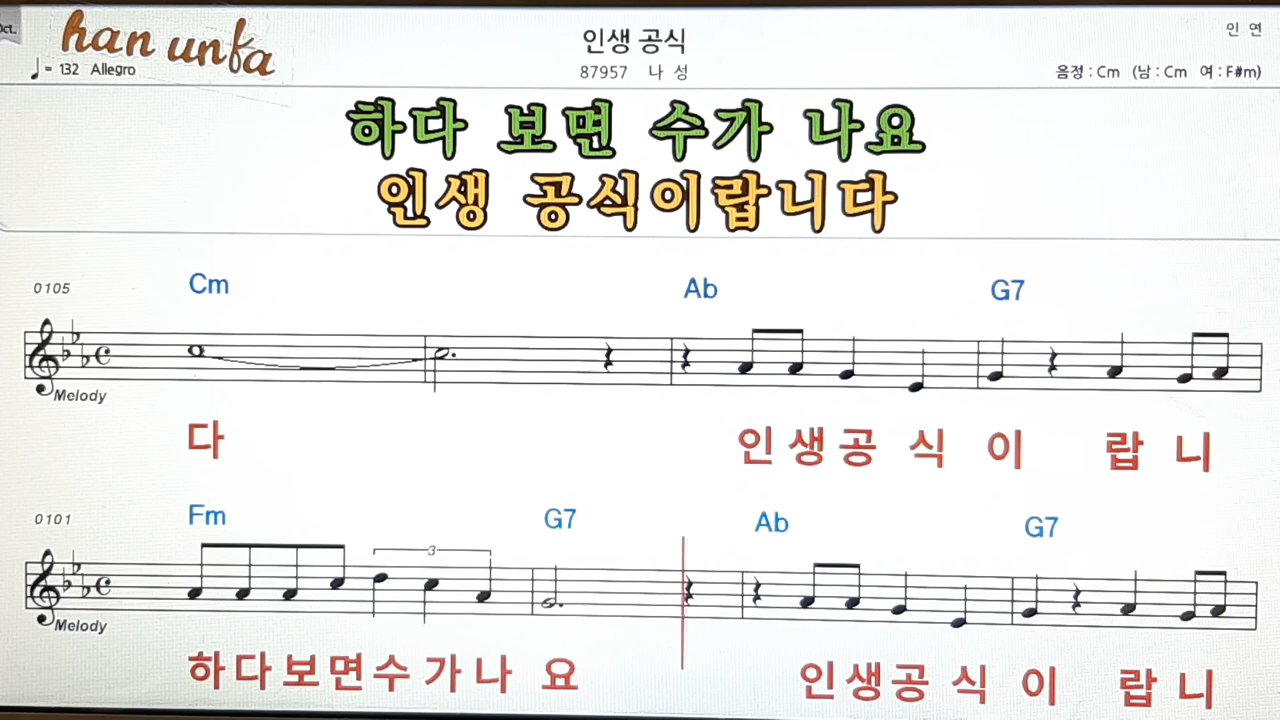 Oct.
han unfa
인생 공식
인 연
♩= 132 Allegro
87957 나 성
음정 : Cm (남 : Cm 여 : F#m)
하다 보면 수가 나요
인생 공식이랍니다
0105
Cm Ab G7
Melody
다 인 생 공 식 이 랍 니
0101
Fm G7 Ab G7
3
Melody
하 다 보 면 수 가 나 요 인 생 공 식 이 랍 니